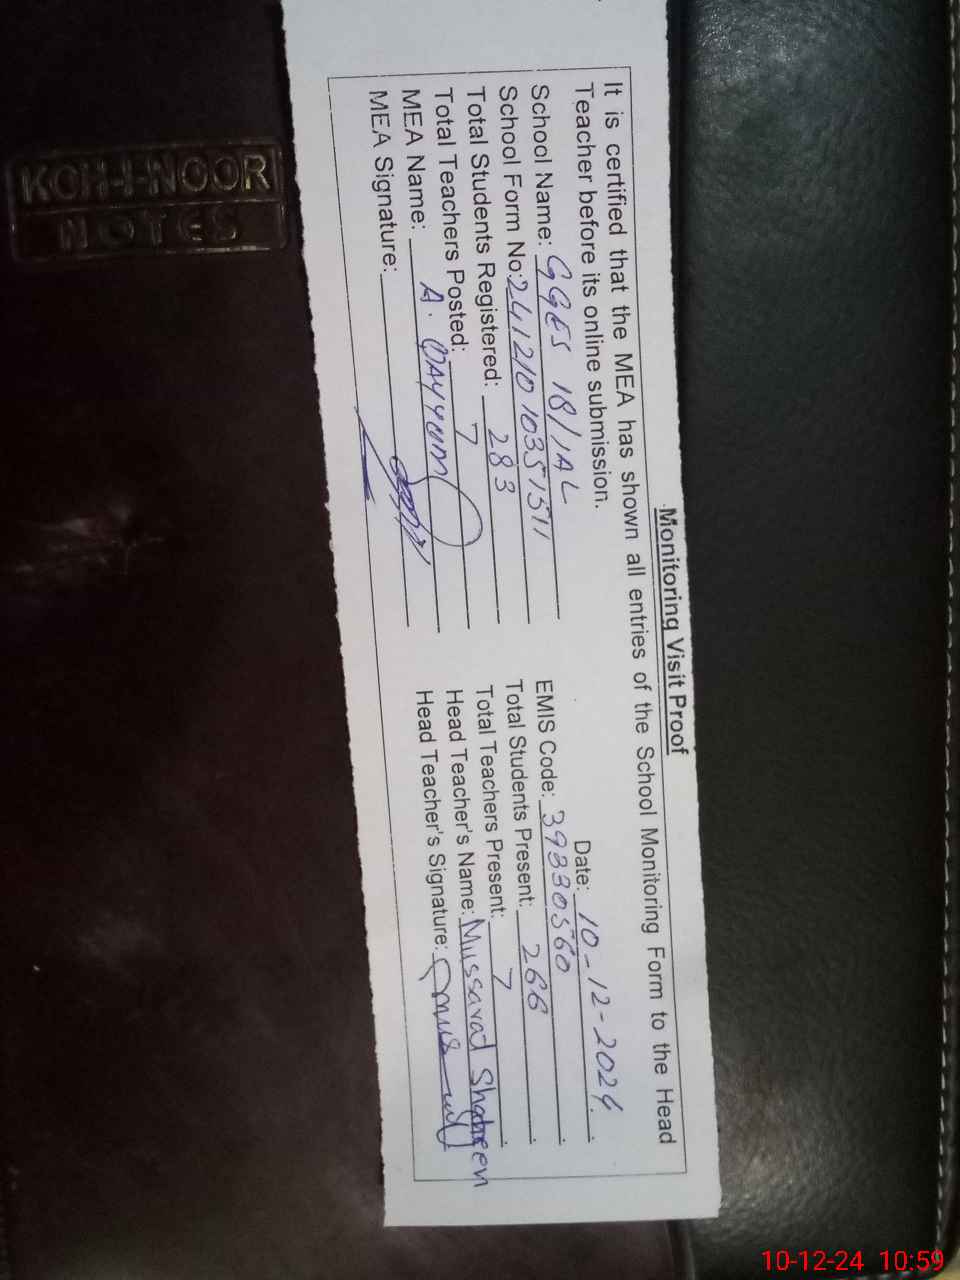 Monitoring Visit Proof
It is certified that the MEA has shown all entries of the School Monitoring Form to the Head
Teacher before its online submission.
Date: 10-12-2024
School Name: GGES 18/1AL EMIS Code: 39330560
School Form No: 24121010351511 Total Students Present: 266
Total Students Registered: 283 Total Teachers Present: 7
Total Teachers Posted: 7 Head Teacher's Name: Mussarad Shaheen
MEA Name: A. QAYYUM Head Teacher's Signature:
MEA Signature:
KOH-I-NOOR
NOTES
10-12-24 10:59